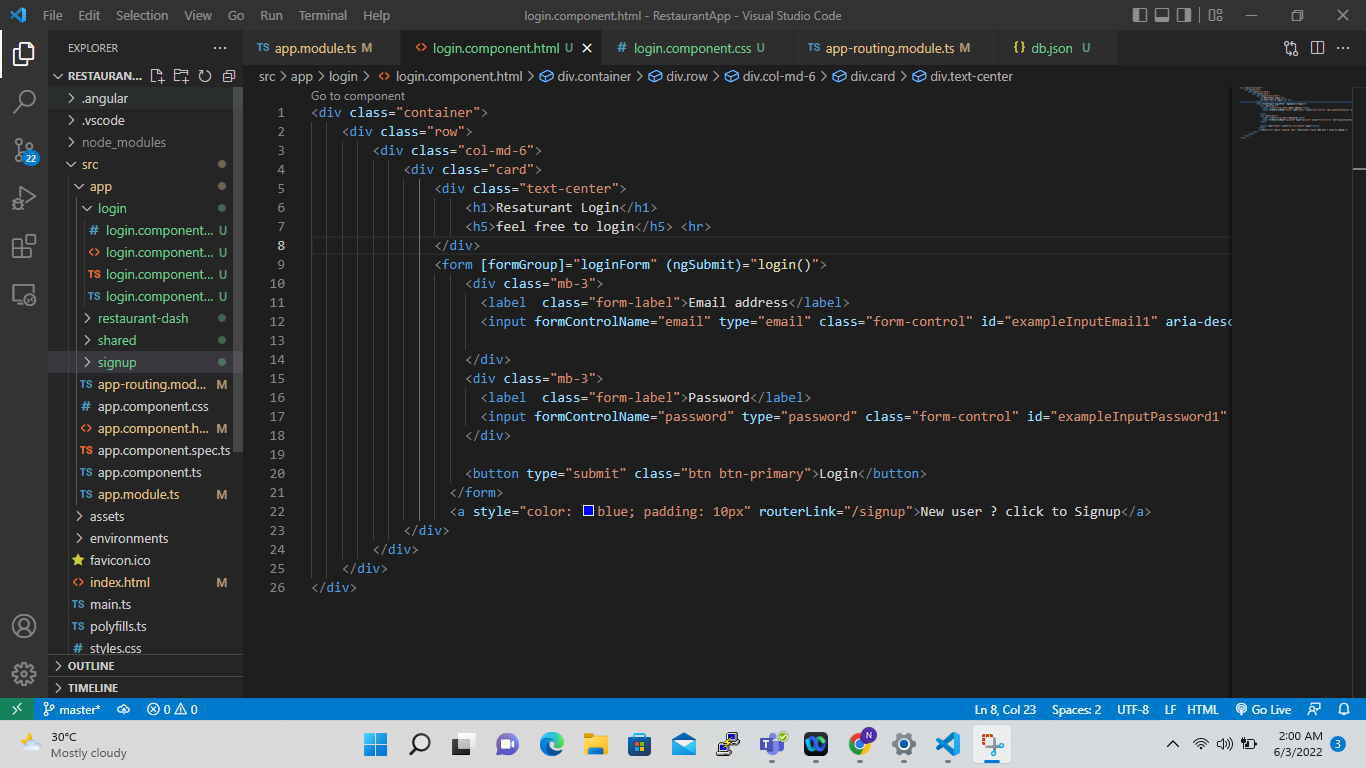 File Edit Selection View Go Run Terminal Help login.component.html - RestaurantApp - Visual Studio Code
EXPLORER ···
TS app.module.ts M
<> login.component.html U
# login.component.css U
TS app-routing.module.ts M
{} db.json U
RESTAURAN...
src > app > login > <> login.component.html > div.container > div.row > div.col-md-6 > div.card > div.text-center
.angular
.vscode
node_modules
src
app
login
# login.component... U
<> login.component... U
TS login.component... U
TS login.component... U
restaurant-dash
shared
signup
TS app-routing.mod... M
# app.component.css
<> app.component.h... M
TS app.component.spec.ts
TS app.component.ts
TS app.module.ts M
assets
environments
favicon.ico
<> index.html M
TS main.ts
TS polyfills.ts
# styles.css
OUTLINE
TIMELINE
22
Go to component
1 <div class="container">
2 <div class="row">
3 <div class="col-md-6">
4 <div class="card">
5 <div class="text-center">
6 <h1>Resaturant Login</h1>
7 <h5>feel free to login</h5> <hr>
8 </div>
9 <form [formGroup]="loginForm" (ngSubmit)="login()">
10 <div class="mb-3">
11 <label  class="form-label">Email address</label>
12 <input formControlName="email" type="email" class="form-control" id="exampleInputEmail1" aria-desc
13
14 </div>
15 <div class="mb-3">
16 <label  class="form-label">Password</label>
17 <input formControlName="password" type="password" class="form-control" id="exampleInputPassword1"
18 </div>
19
20 <button type="submit" class="btn btn-primary">Login</button>
21 </form>
22 <a style="color: blue; padding: 10px" routerLink="/signup">New user ? click to Signup</a>
23 </div>
24 </div>
25 </div>
26 </div>
master* 0 0 Ln 8, Col 23 Spaces: 2 UTF-8 LF HTML Go Live
30°C
Mostly cloudy
N
2:00 AM
6/3/2022
3